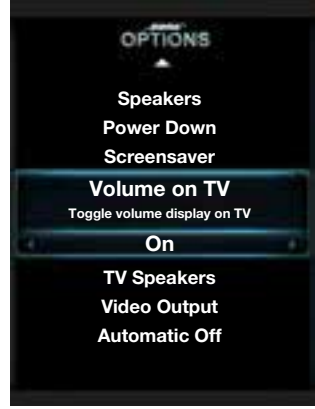 OPTIONS
Speakers
Power Down
Screensaver
Volume on TV
Toggle volume display on TV
On
TV Speakers
Video Output
Automatic Off